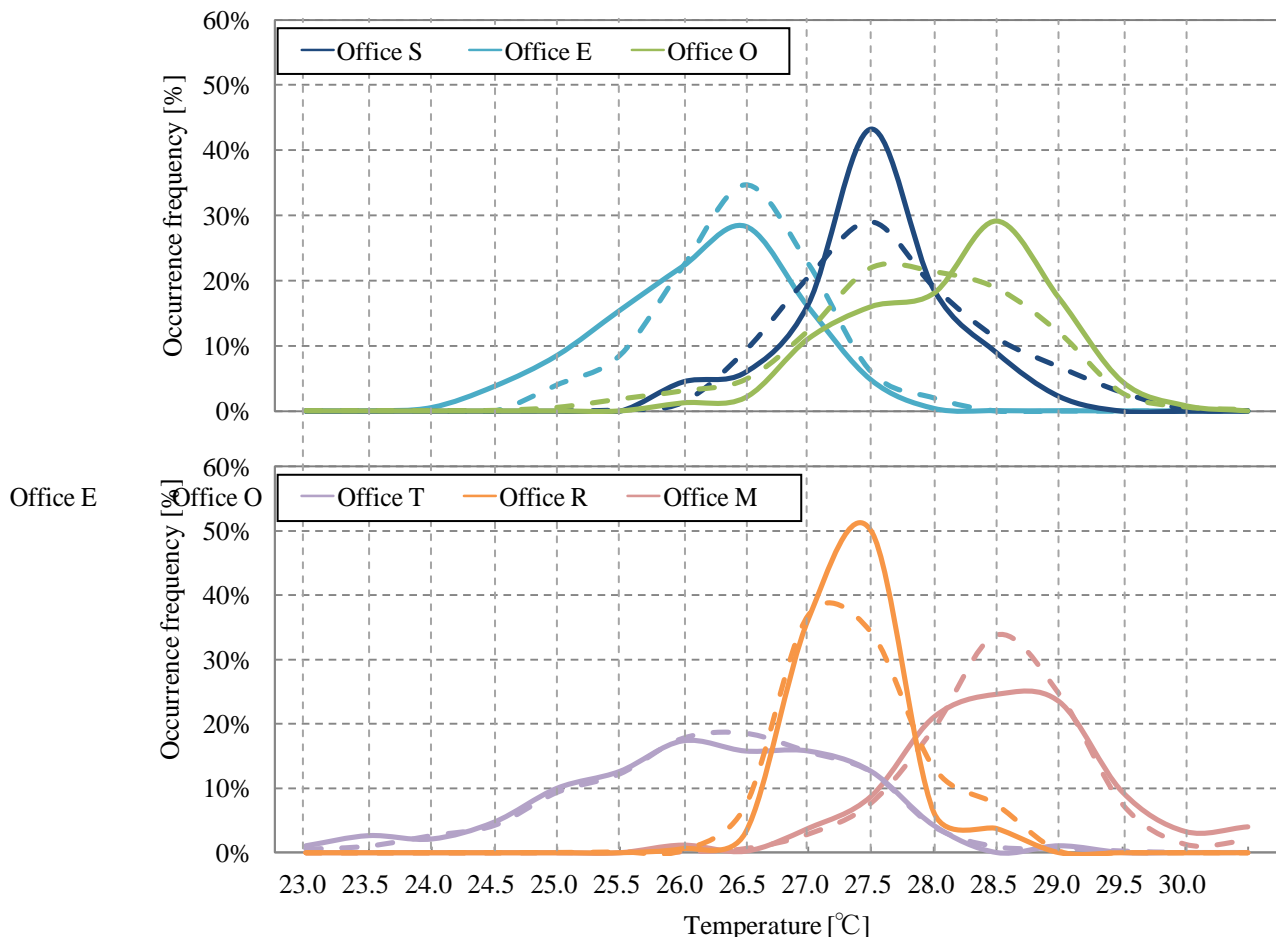 60%
Office S Office E Office O
50%
40%
30%
20%
10%
0%
Occurrence frequency [%]
60%
Office E Office O
Office T Office R Office M
50%
40%
30%
20%
10%
0%
Occurrence frequency [%]
23.0 23.5 24.0 24.5 25.0 25.5 26.0 26.5 27.0 27.5 28.0 28.5 29.0 29.5 30.0
Temperature [℃]